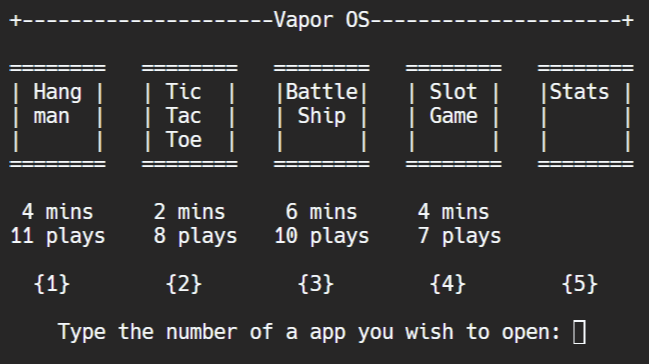 +---------------------Vapor OS---------------------+
========   ========   ========   ========   ========
| Hang |   | Tic  |   |Battle|   | Slot |   |Stats |
| man  |   | Tac  |   | Ship |   | Game |   |      |
|      |   | Toe  |   |      |   |      |   |      |
========   ========   ========   ========   ========
 4 mins     2 mins     6 mins     4 mins
11 plays    8 plays   10 plays    7 plays
  {1}        {2}        {3}        {4}        {5}
    Type the number of a app you wish to open: